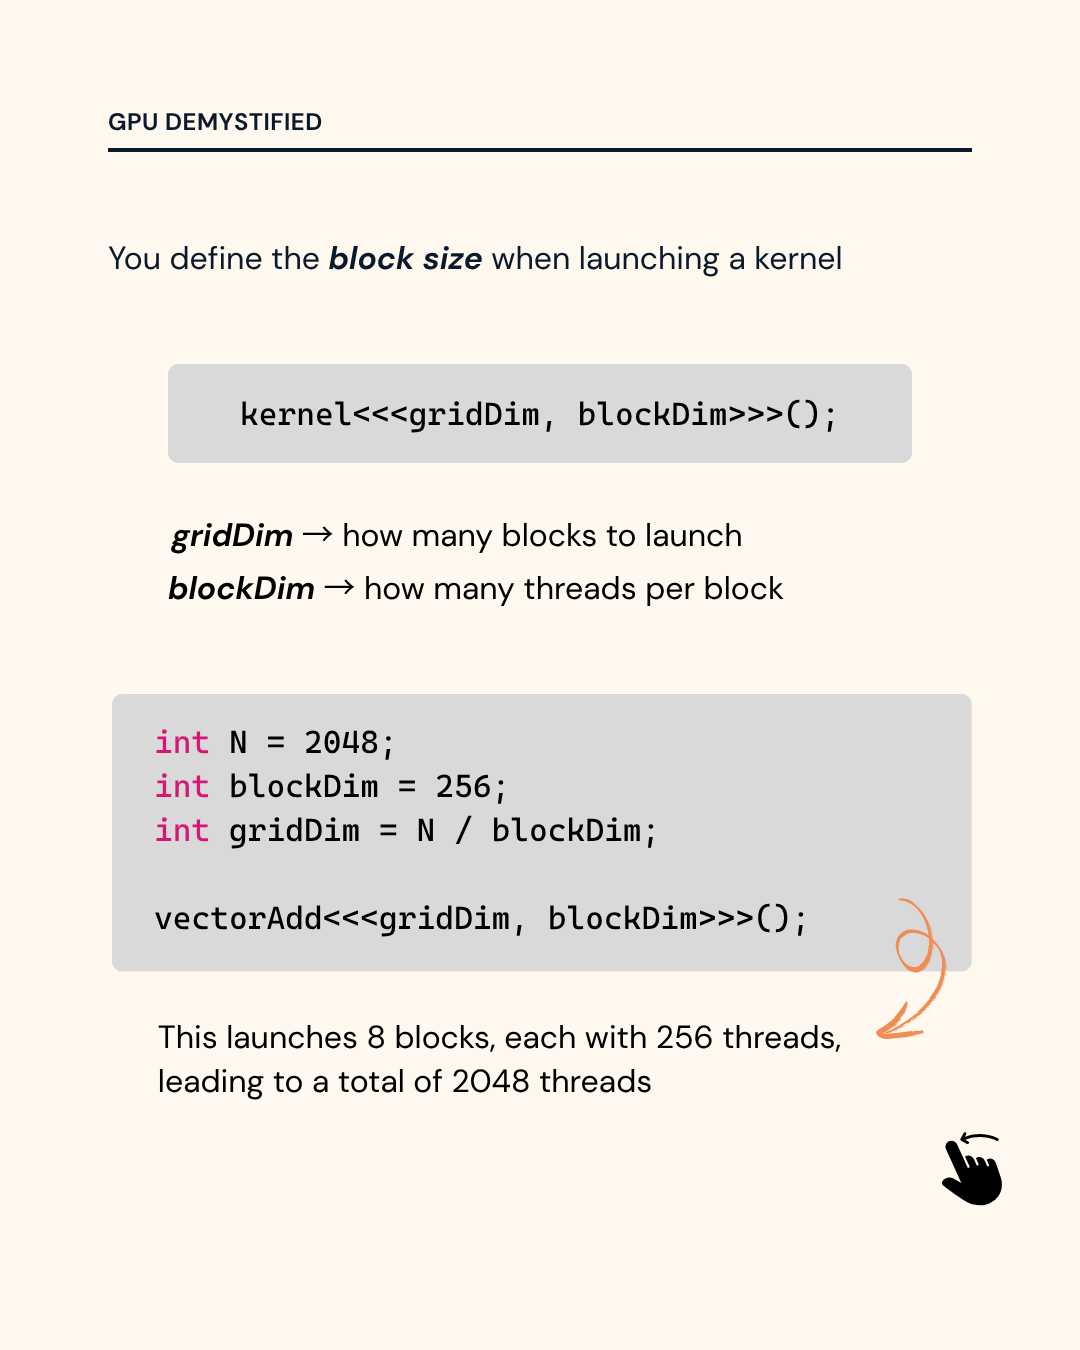 GPU DEMYSTIFIED
You define the block size when launching a kernel
kernel<<<gridDim, blockDim>>>();
gridDim → how many blocks to launch
blockDim → how many threads per block
int N = 2048;
int blockDim = 256;
int gridDim = N / blockDim;
vectorAdd<<<gridDim, blockDim>>>();
This launches 8 blocks, each with 256 threads,
leading to a total of 2048 threads